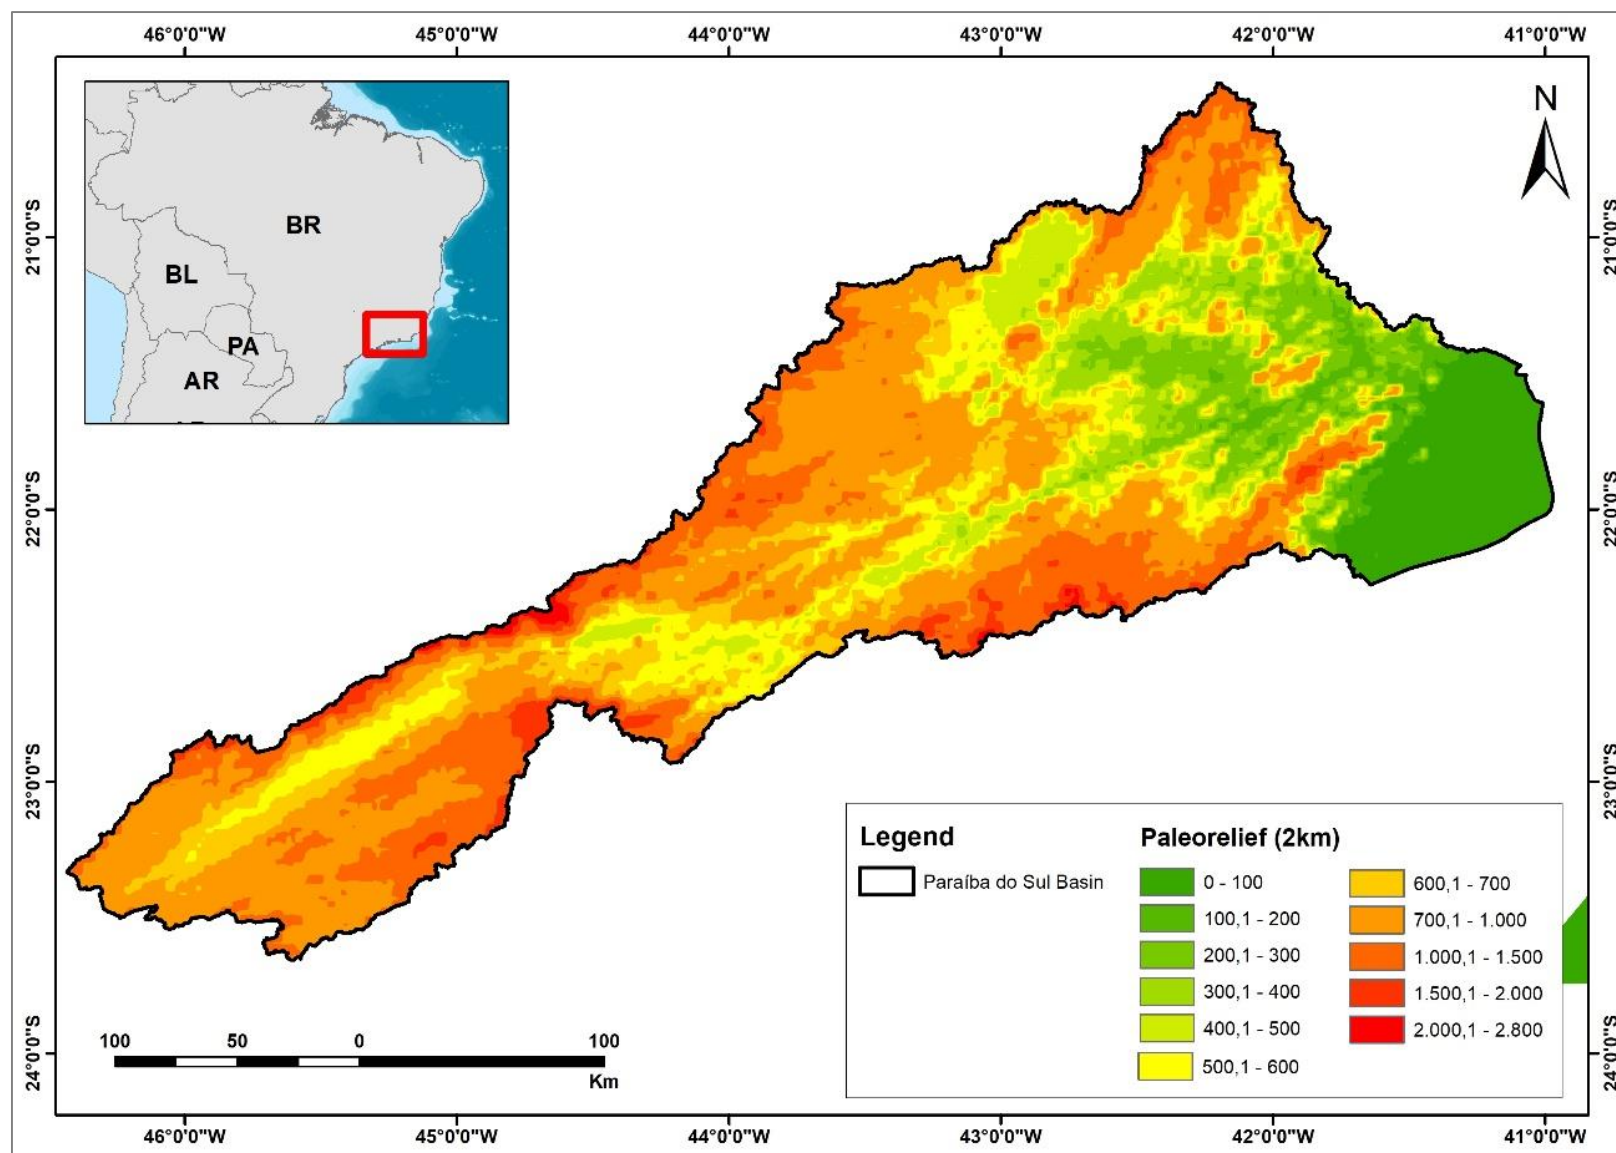 46°0'0"W 45°0'0"W 44°0'0"W 43°0'0"W 42°0'0"W 41°0'0"W
N
BR
BL
PA
AR
21°0'0"S 21°0'0"S
22°0'0"S 22°0'0"S
23°0'0"S 23°0'0"S
24°0'0"S 24°0'0"S
Legend
Paraíba do Sul Basin
Paleorelief (2km)
0 - 100
100,1 - 200
200,1 - 300
300,1 - 400
400,1 - 500
500,1 - 600
600,1 - 700
700,1 - 1.000
1.000,1 - 1.500
1.500,1 - 2.000
2.000,1 - 2.800
100 50 0 100
Km
46°0'0"W 45°0'0"W 44°0'0"W 43°0'0"W 42°0'0"W 41°0'0"W